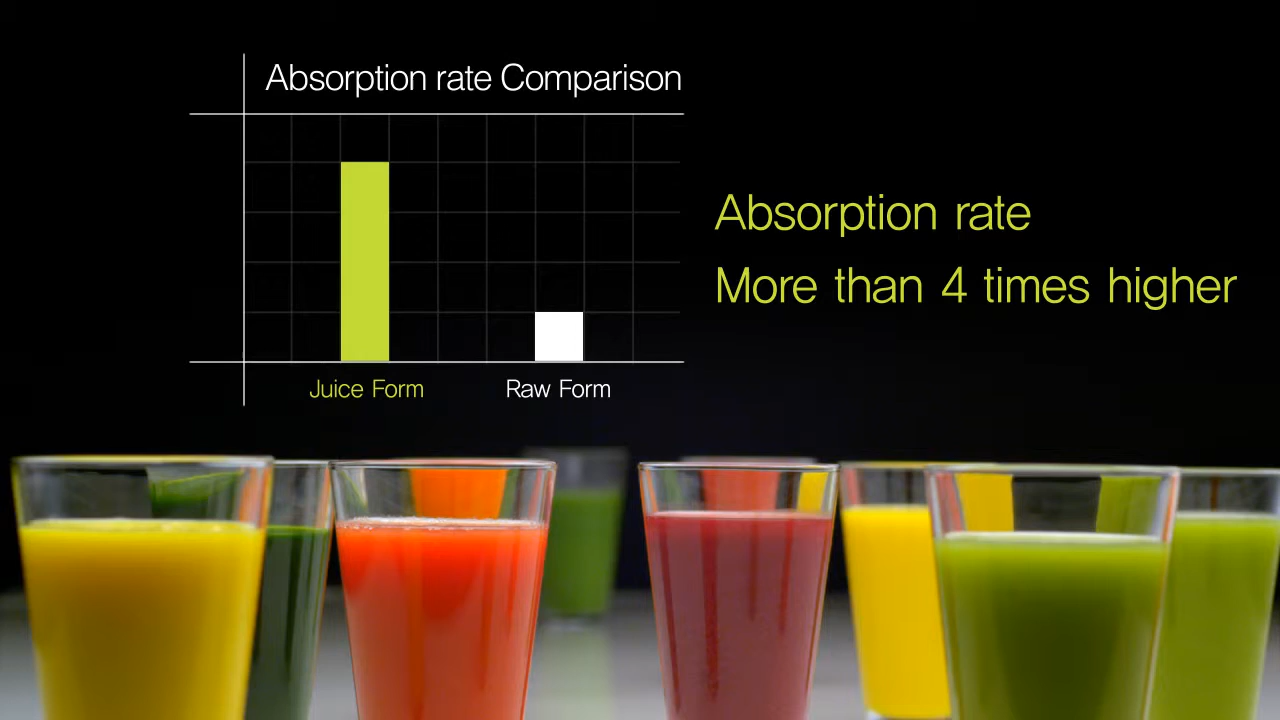 Absorption rate Comparison
Absorption rate
More than 4 times higher
Juice Form
Raw Form